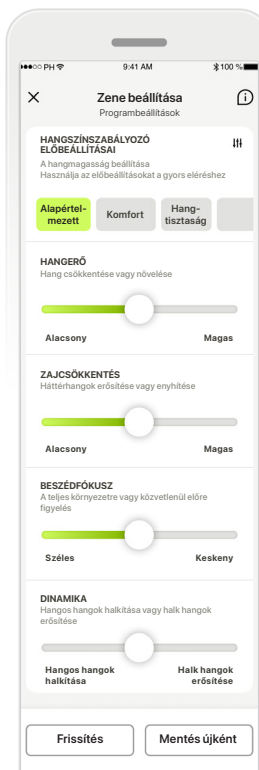 PH
9:41 AM
100 %
Zene beállítása
Programbeállítások
HANGSZÍNSZABÁLYOZÓ
ELŐBEÁLLÍTÁSAI
A hangmagasság beállítása
Használja az előbeállításokat a gyors eléréshez
Alapértel-
mezett
Komfort
Hang-
tisztaság
HANGERŐ
Hang csökkentése vagy növelése
Alacsony
Magas
ZAJCSÖKKENTÉS
Háttérhangok erősítése vagy enyhítése
Alacsony
Magas
BESZÉDFÓKUSZ
A teljes környezetre vagy közvetlenül előre
figyelés
Széles
Keskeny
DINAMIKA
Hangos hangok halkítása vagy halk hangok
erősítése
Hangos hangok
halkítása
Halk hangok
erősítése
Frissítés
Mentés újként